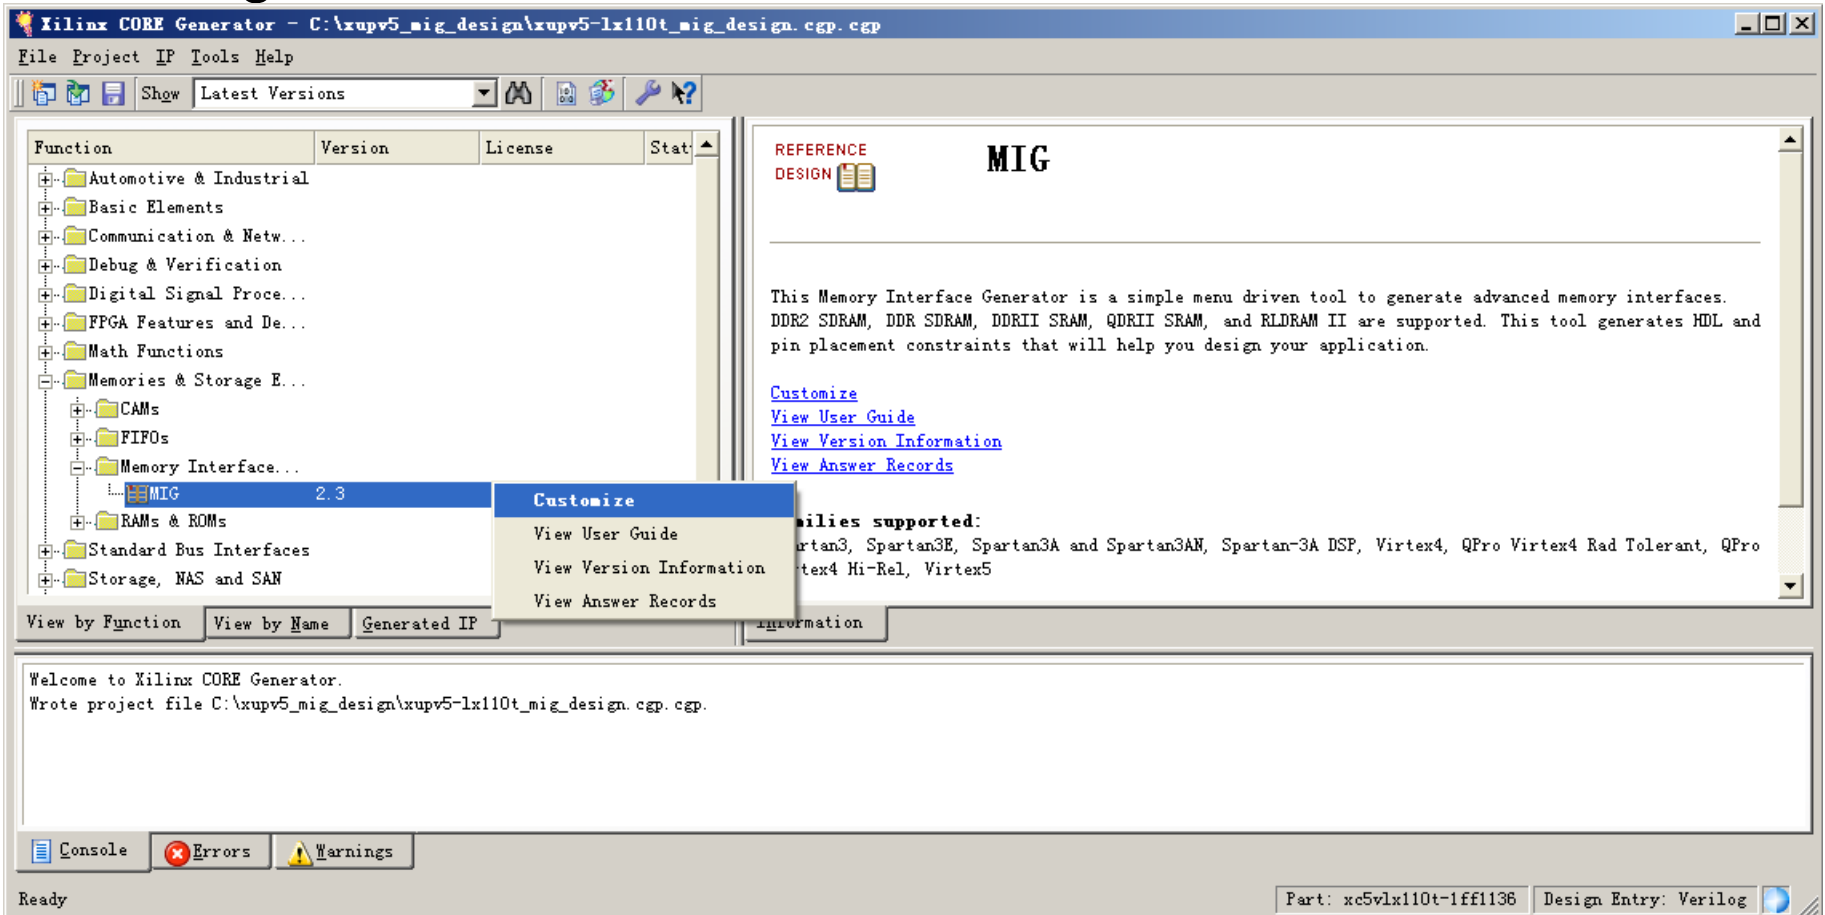 Xilinx CORE Generator - C:\xupv5_mig_design\xupv5-lx110t_mig_design.cgp.cgp
File Project IP Tools Help
Show Latest Versions
Function Version License Stat
Automotive & Industrial
Basic Elements
Communication & Netw...
Debug & Verification
Digital Signal Proce...
FPGA Features and De...
Math Functions
Memories & Storage E...
CAMs
FIFOs
Memory Interface...
MIG 2.3
RAMs & ROMs
Standard Bus Interfaces
Storage, NAS and SAN
Customize
View User Guide
View Version Information
View Answer Records
View by Function View by Name Generated IP
REFERENCE
DESIGN
MIG
This Memory Interface Generator is a simple menu driven tool to generate advanced memory interfaces.
DDR2 SDRAM, DDR SDRAM, DDRII SRAM, QDRII SRAM, and RLDRAM II are supported. This tool generates HDL and
pin placement constraints that will help you design your application.
Customize
View User Guide
View Version Information
View Answer Records
milies supported:
rtan3, Spartan3E, Spartan3A and Spartan3AN, Spartan-3A DSP, Virtex4, QPro Virtex4 Rad Tolerant, QPro
tex4 Hi-Rel, Virtex5
Information
Welcome to Xilinx CORE Generator.
Wrote project file C:\xupv5_mig_design\xupv5-lx110t_mig_design.cgp.cgp.
Console Errors Warnings
Ready
Part: xc5vlx110t-1ff1136 Design Entry: Verilog